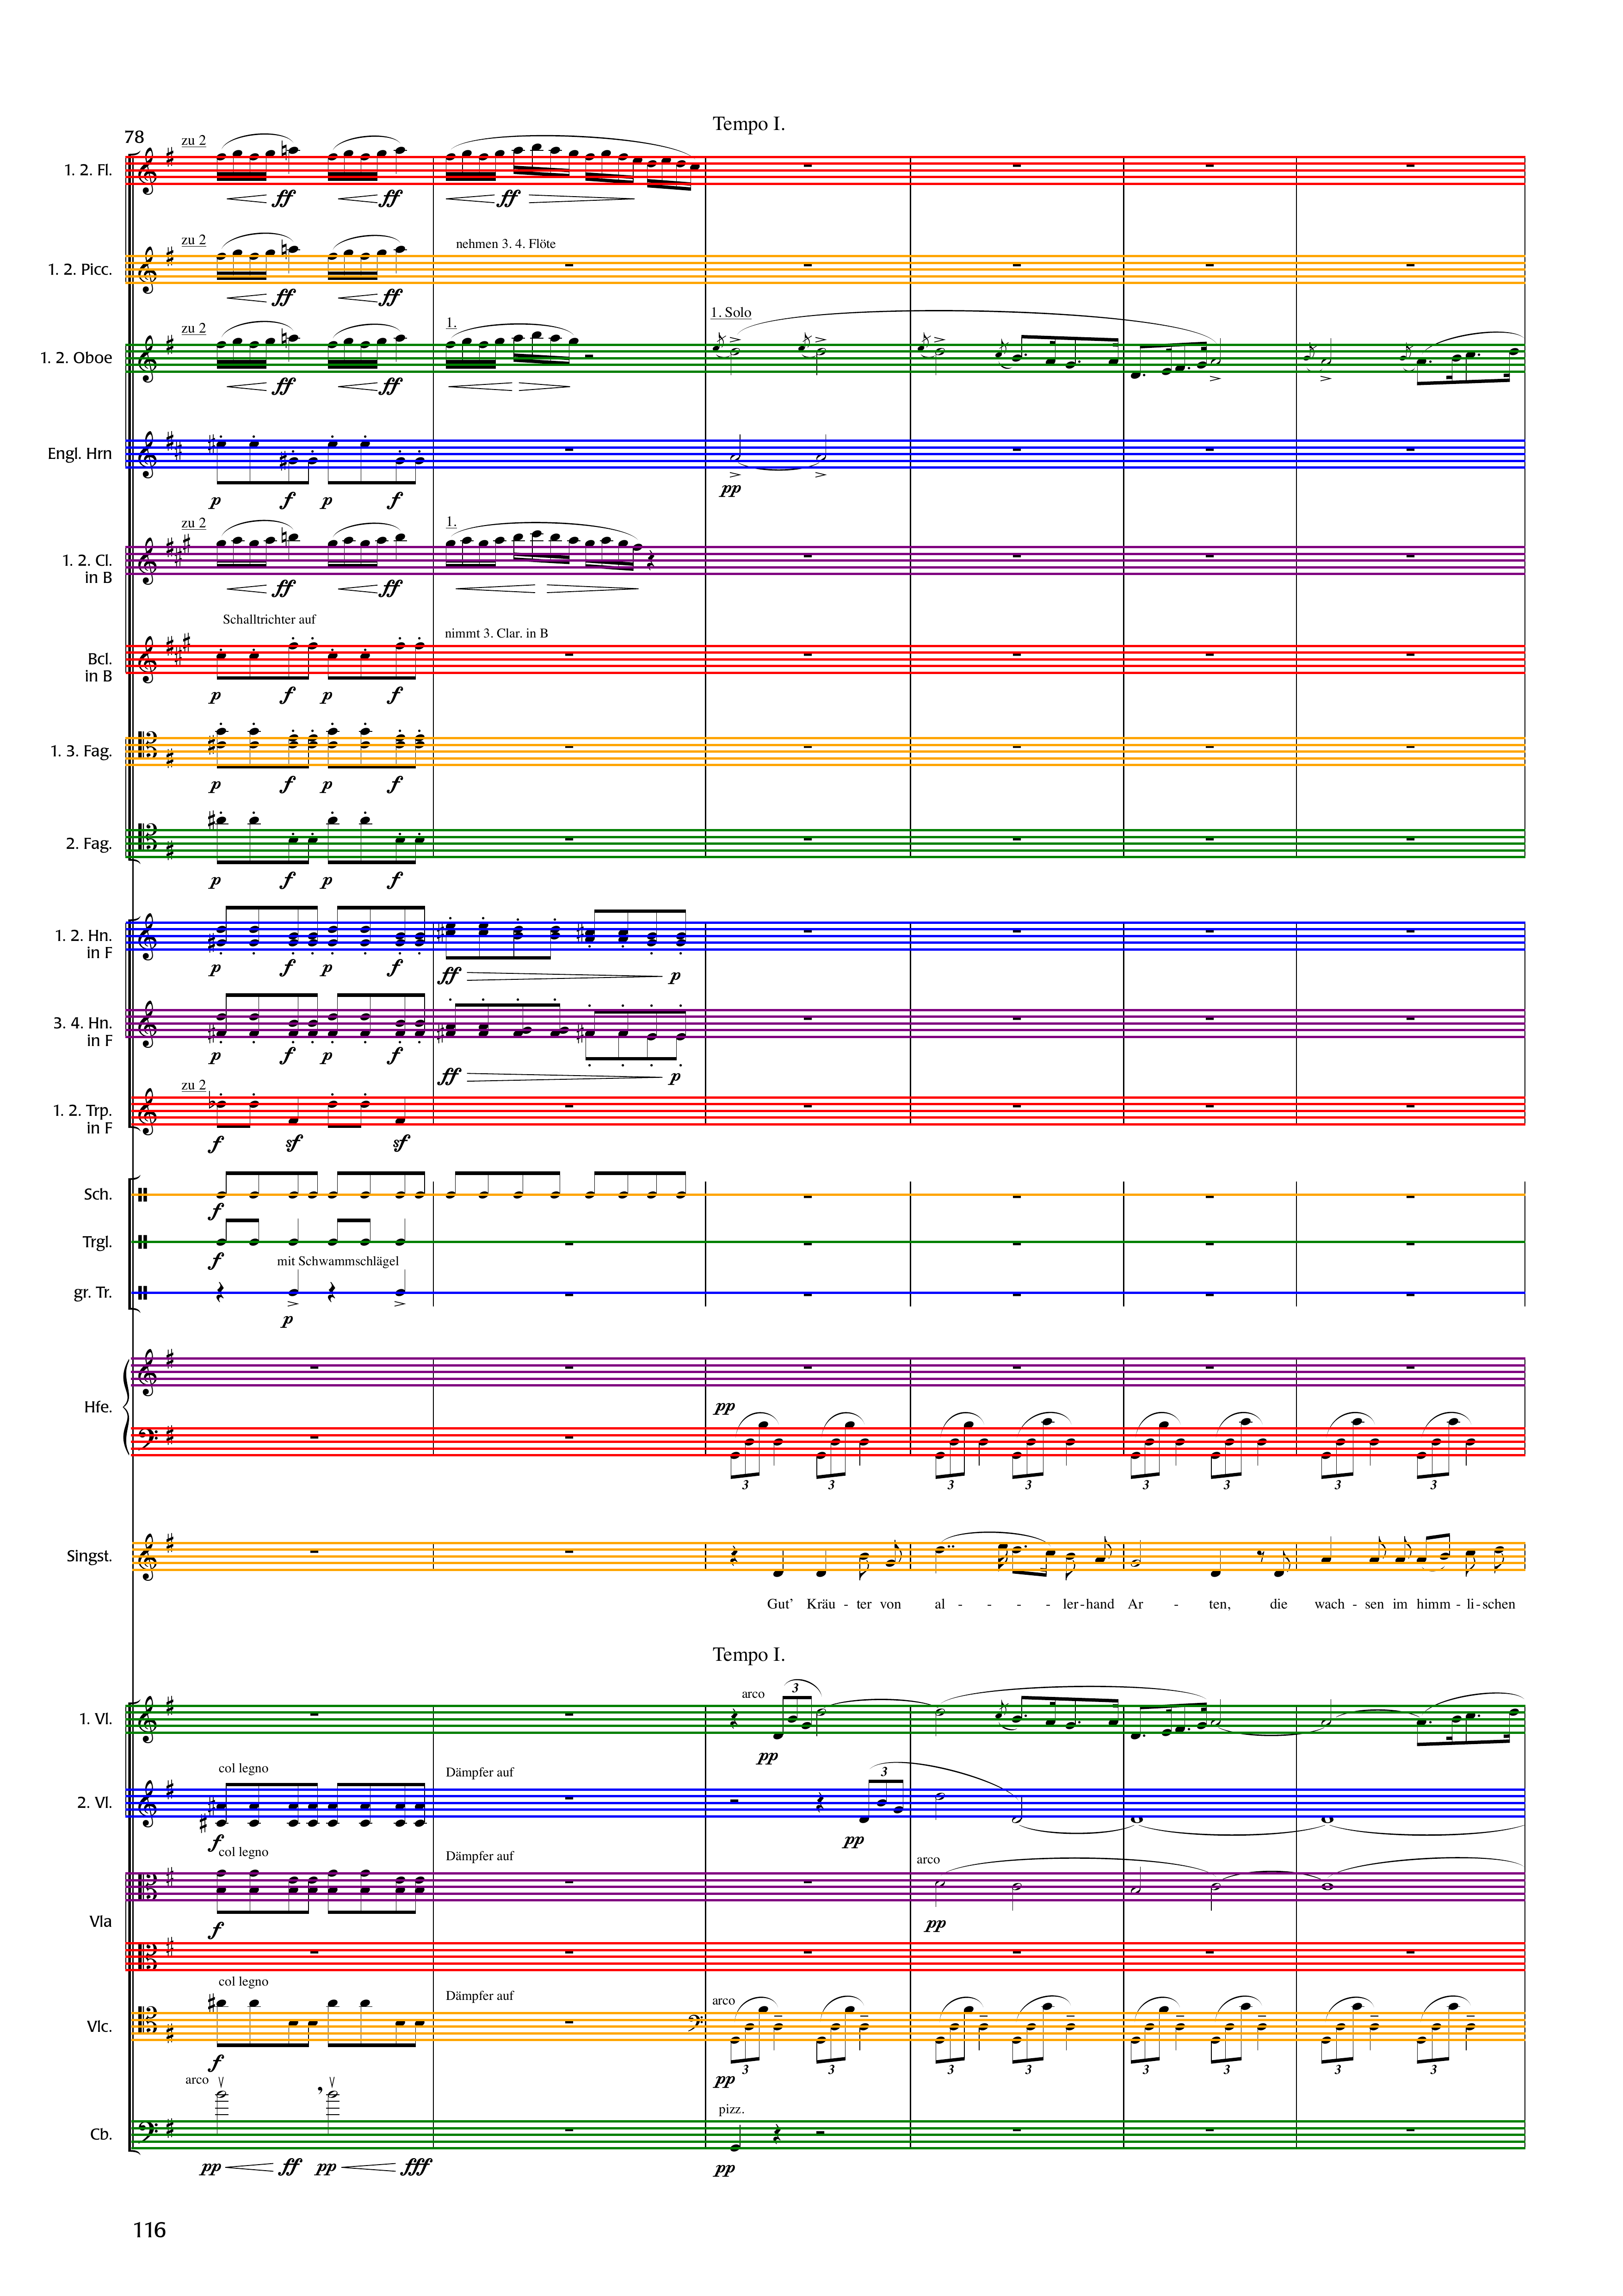 Tempo I.
78
zu 2
1. 2. Fl.
ff ff ff
zu 2
nehmen 3. 4. Flöte
1. 2. Picc.
ff ff
1. Solo
zu 2
1.
1. 2. Oboe
ff ff
Engl. Hrn
p f p f pp
zu 2
1.
1. 2. Cl.
in B
ff ff
Schalltrichter auf
nimmt 3. Clar. in B
Bcl.
in B
p f p f
1. 3. Fag.
p f p f
2. Fag.
p f p f
1. 2. Hn.
in F
p f p f ff p
3. 4. Hn.
in F
p f p f ff p
zu 2
1. 2. Trp.
in F
f sf sf
Sch.
f
Trgl.
f
mit Schwammschlägel
gr. Tr.
p
Hfe.
pp
3 3 3 3 3 3 3 3
Singst.
Gut’ Kräu - ter von al - - - - ler-hand Ar - ten, die wach - sen im himm - li-schen
Tempo I.
arco
3
1. Vl.
pp
col legno
Dämpfer auf
3
2. Vl.
f pp
col legno
Dämpfer auf
arco
Vla
f pp
col legno
Dämpfer auf
arco
Vlc.
f pp
3 3 3 3 3 3 3 3
arco
pizz.
Cb.
pp ff pp fff pp
116